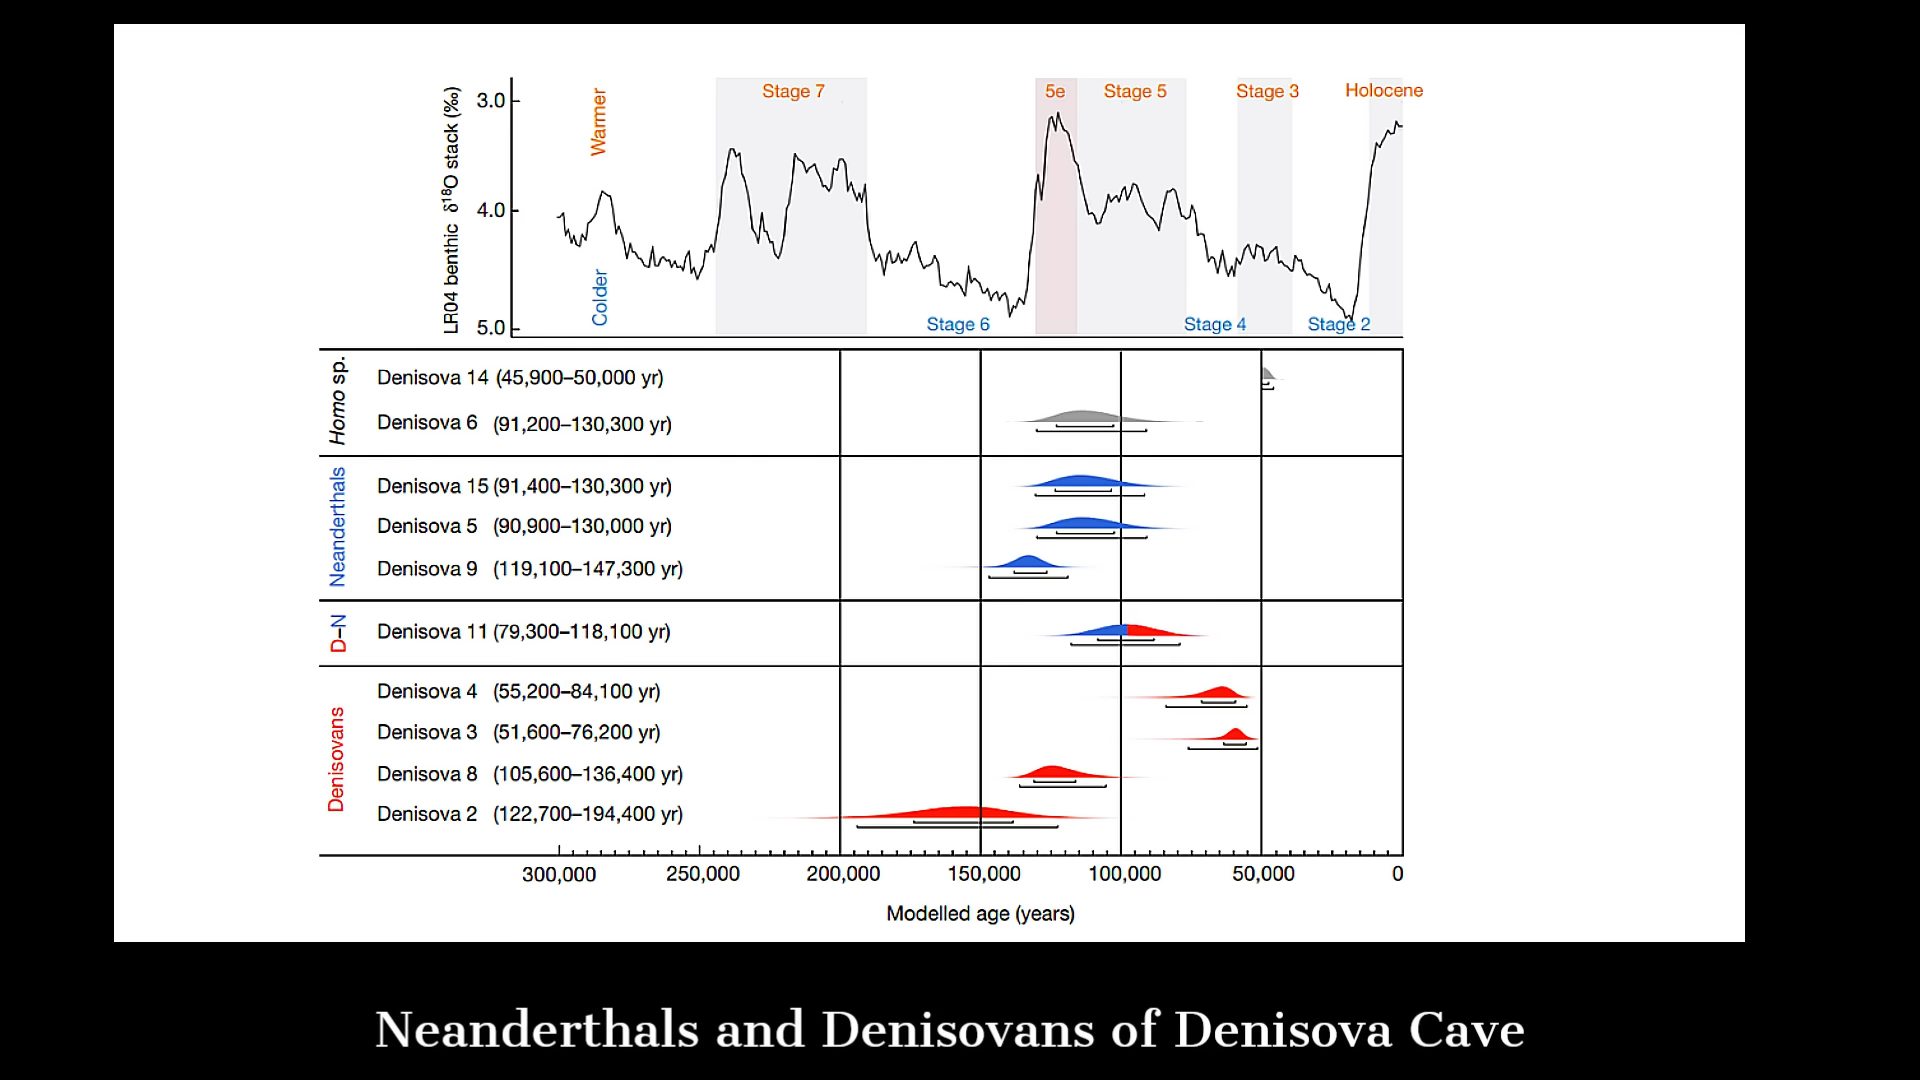 Stage 7
5e
Stage 5
Stage 3
Holocene
3.0
4.0
5.0
LR04 benthic δ¹⁸O stack (‰)
Warmer
Colder
Stage 6
Stage 4
Stage 2
Homo sp.
Denisova 14 (45,900–50,000 yr)
Denisova 6 (91,200–130,300 yr)
Neanderthals
Denisova 15 (91,400–130,300 yr)
Denisova 5 (90,900–130,000 yr)
Denisova 9 (119,100–147,300 yr)
D–N
Denisova 11 (79,300–118,100 yr)
Denisovans
Denisova 4 (55,200–84,100 yr)
Denisova 3 (51,600–76,200 yr)
Denisova 8 (105,600–136,400 yr)
Denisova 2 (122,700–194,400 yr)
300,000 250,000 200,000 150,000 100,000 50,000 0
Modelled age (years)
Neanderthals and Denisovans of Denisova Cave